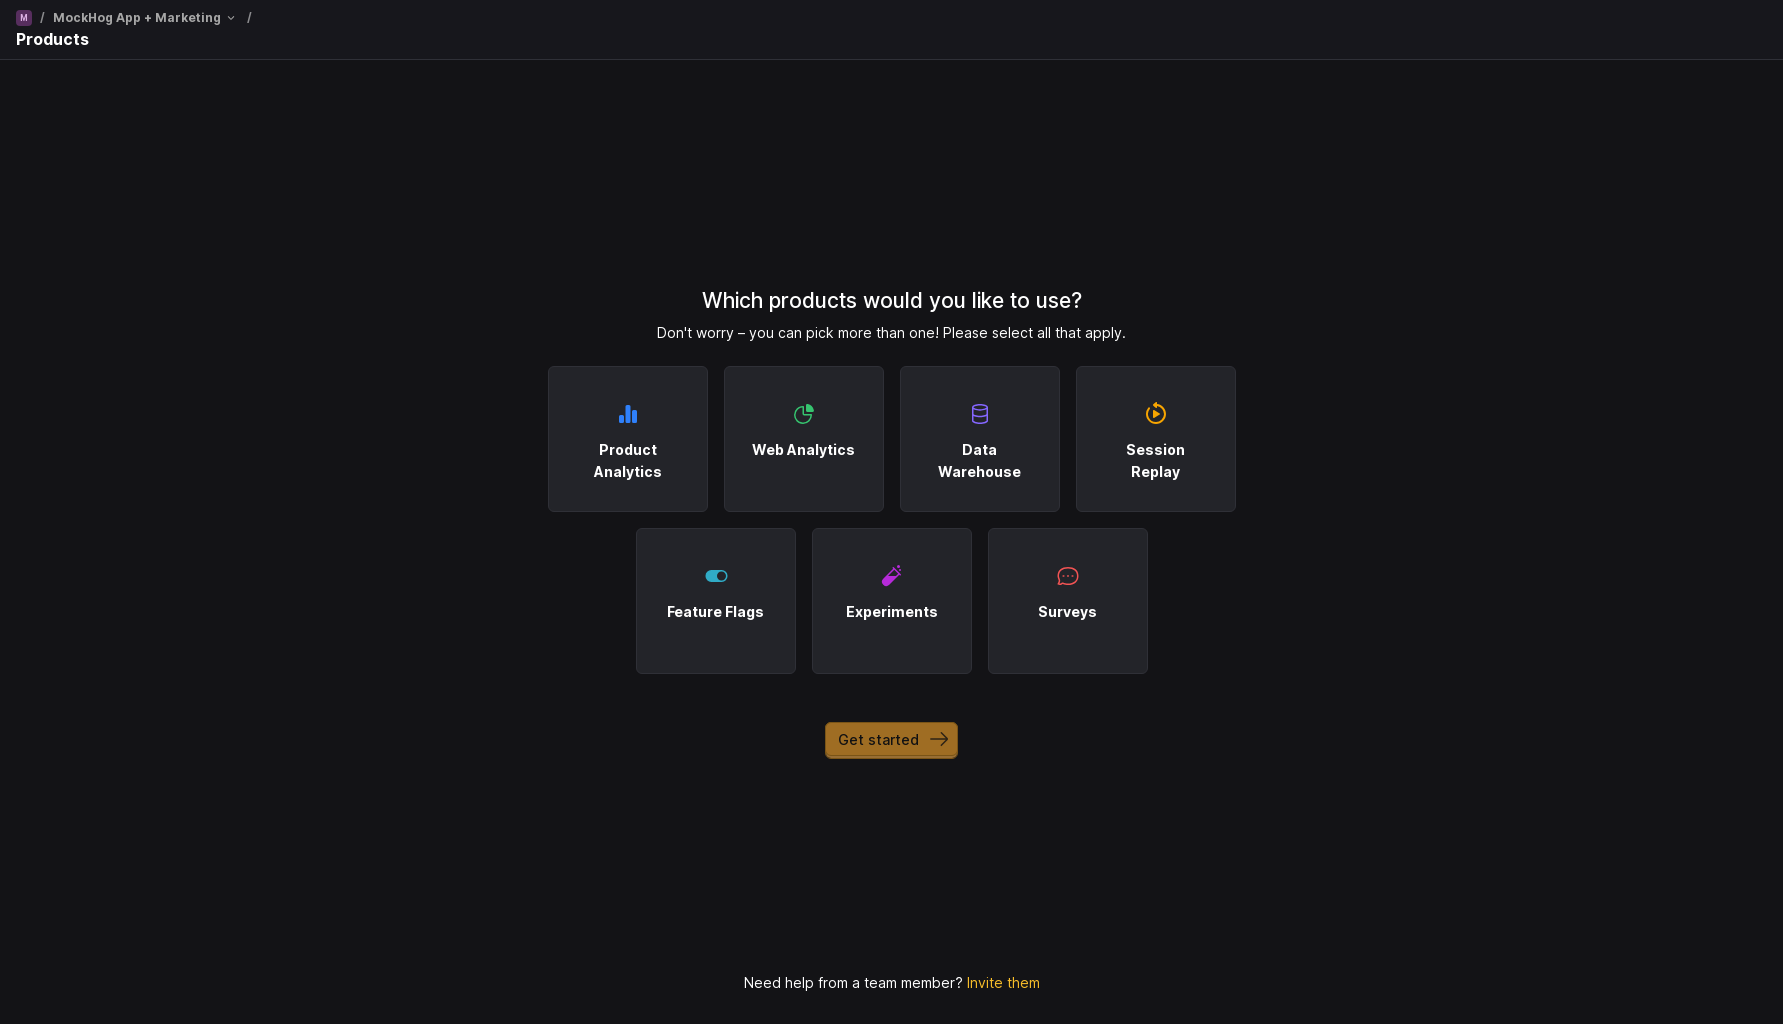 M / MockHog App + Marketing /
Products
Which products would you like to use?
Don't worry – you can pick more than one! Please select all that apply.
Product
Analytics
Web Analytics
Data
Warehouse
Session
Replay
Feature Flags
Experiments
Surveys
Get started
Need help from a team member? Invite them